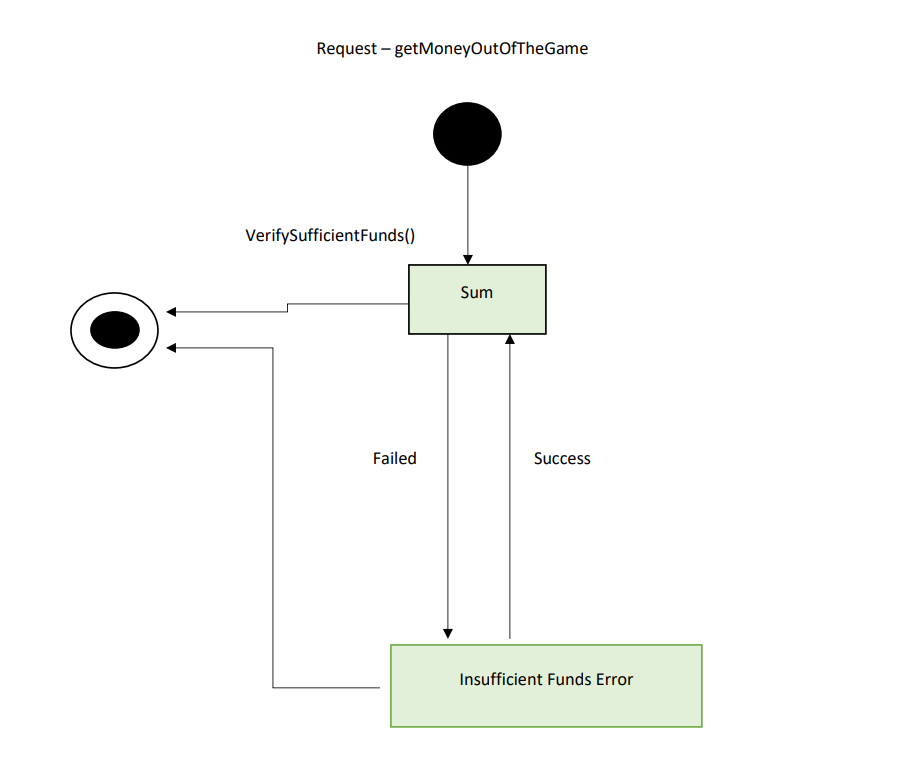 Request – getMoneyOutOfTheGame
VerifySufficientFunds()
Sum
Failed
Success
Insufficient Funds Error